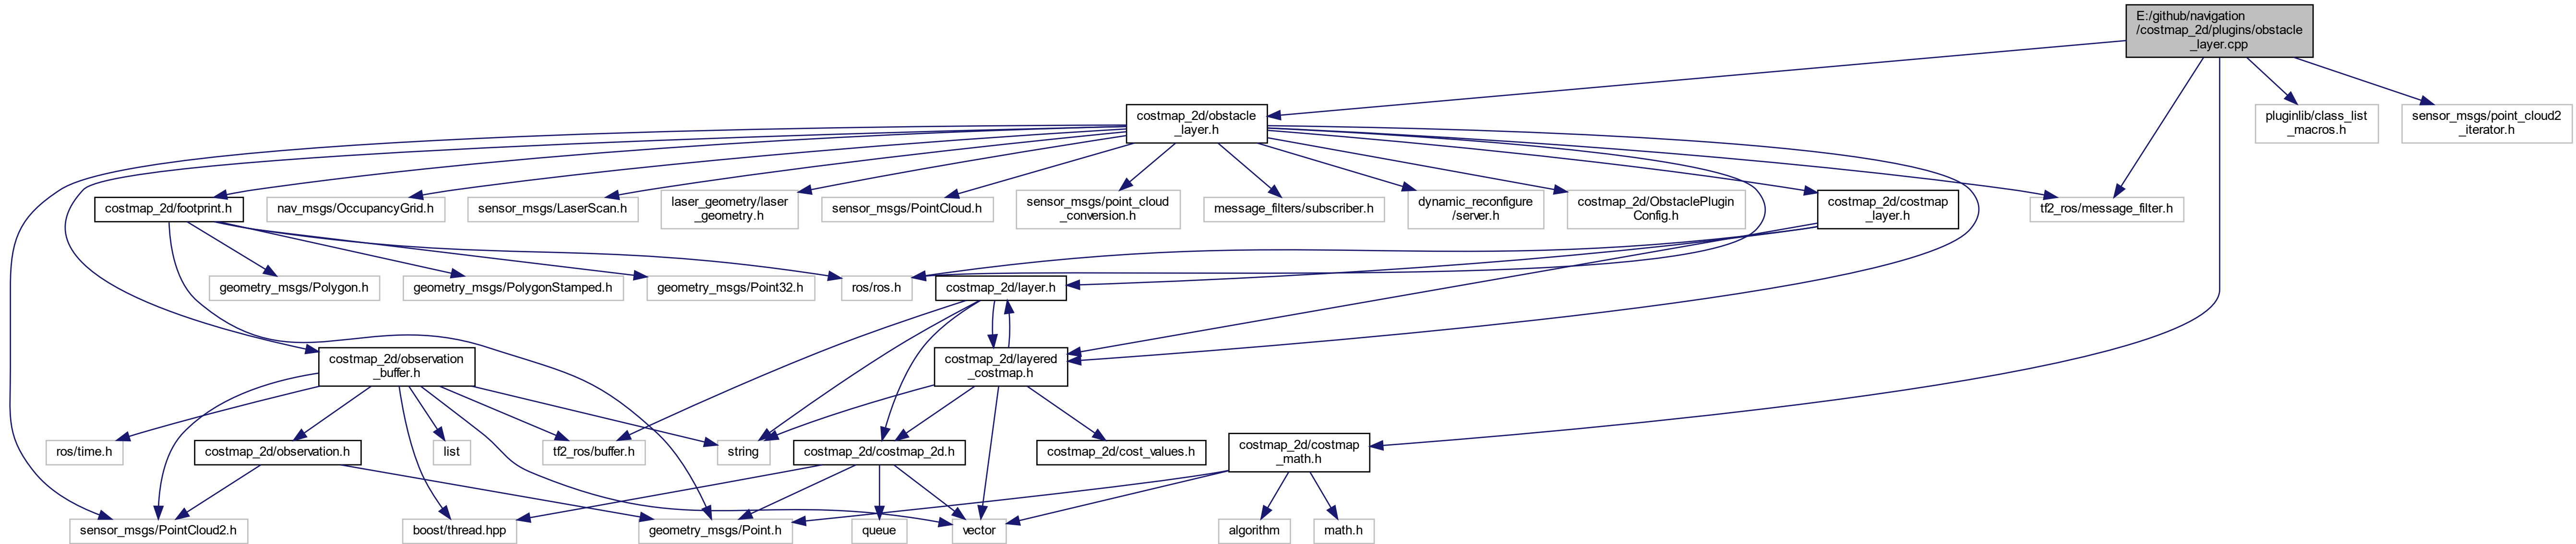 E:/github/navigation
/costmap_2d/plugins/obstacle
_layer.cpp
costmap_2d/obstacle
_layer.h
pluginlib/class_list
_macros.h
sensor_msgs/point_cloud2
_iterator.h
costmap_2d/footprint.h
nav_msgs/OccupancyGrid.h
sensor_msgs/LaserScan.h
laser_geometry/laser
_geometry.h
sensor_msgs/PointCloud.h
sensor_msgs/point_cloud
_conversion.h
message_filters/subscriber.h
dynamic_reconfigure
/server.h
costmap_2d/ObstaclePlugin
Config.h
costmap_2d/costmap
_layer.h
tf2_ros/message_filter.h
geometry_msgs/Polygon.h
geometry_msgs/PolygonStamped.h
geometry_msgs/Point32.h
ros/ros.h
costmap_2d/layer.h
costmap_2d/observation
_buffer.h
costmap_2d/layered
_costmap.h
ros/time.h
costmap_2d/observation.h
list
tf2_ros/buffer.h
string
costmap_2d/costmap_2d.h
costmap_2d/cost_values.h
costmap_2d/costmap
_math.h
sensor_msgs/PointCloud2.h
boost/thread.hpp
geometry_msgs/Point.h
queue
vector
algorithm
math.h